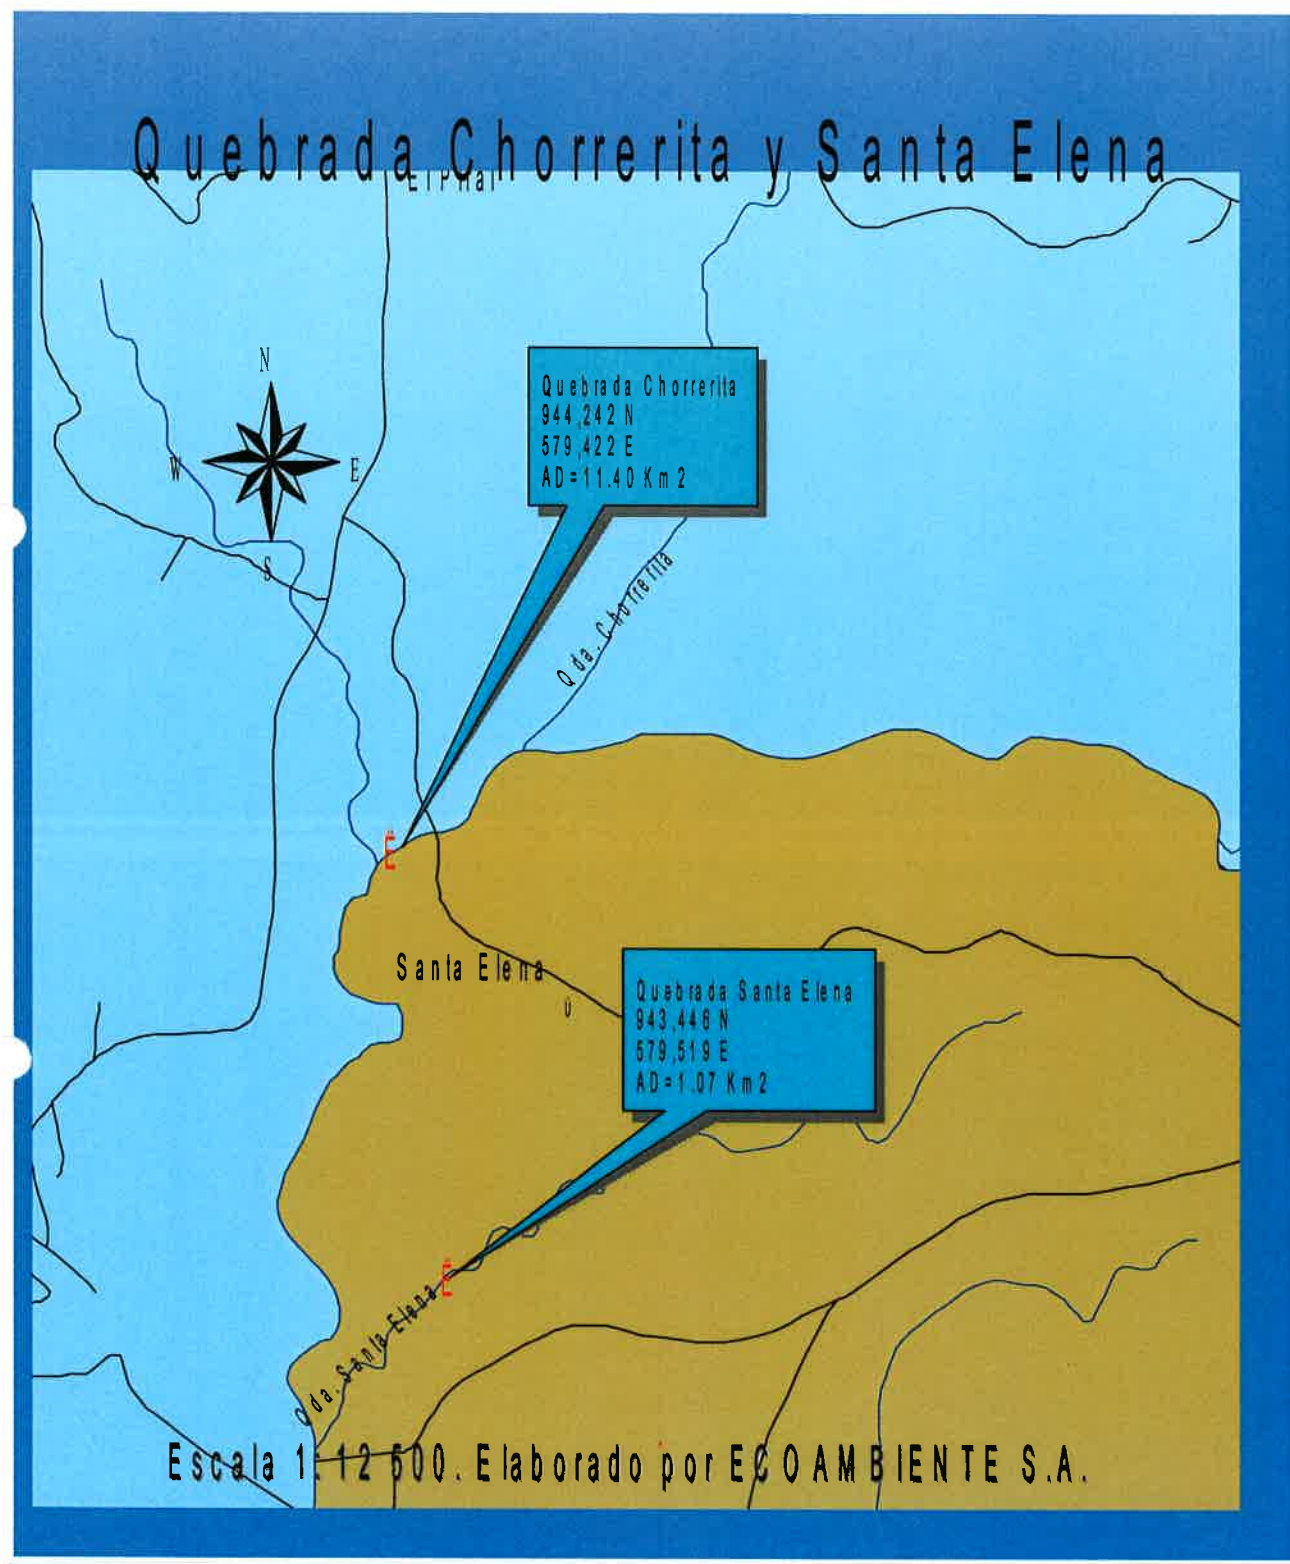 Quebrada Chorrerita y Santa Elena
N
W
E
S
Quebrada Chorrerita
944,242 N
579,422 E
AD=11.40 Km2
Qda. Chorrerita
Santa Elena
Quebrada Santa Elena
943,446 N
579,519 E
AD=1.07 Km2
Qda. Santa Elena
Escala 1:12 500. Elaborado por ECOAMBIENTE S.A.